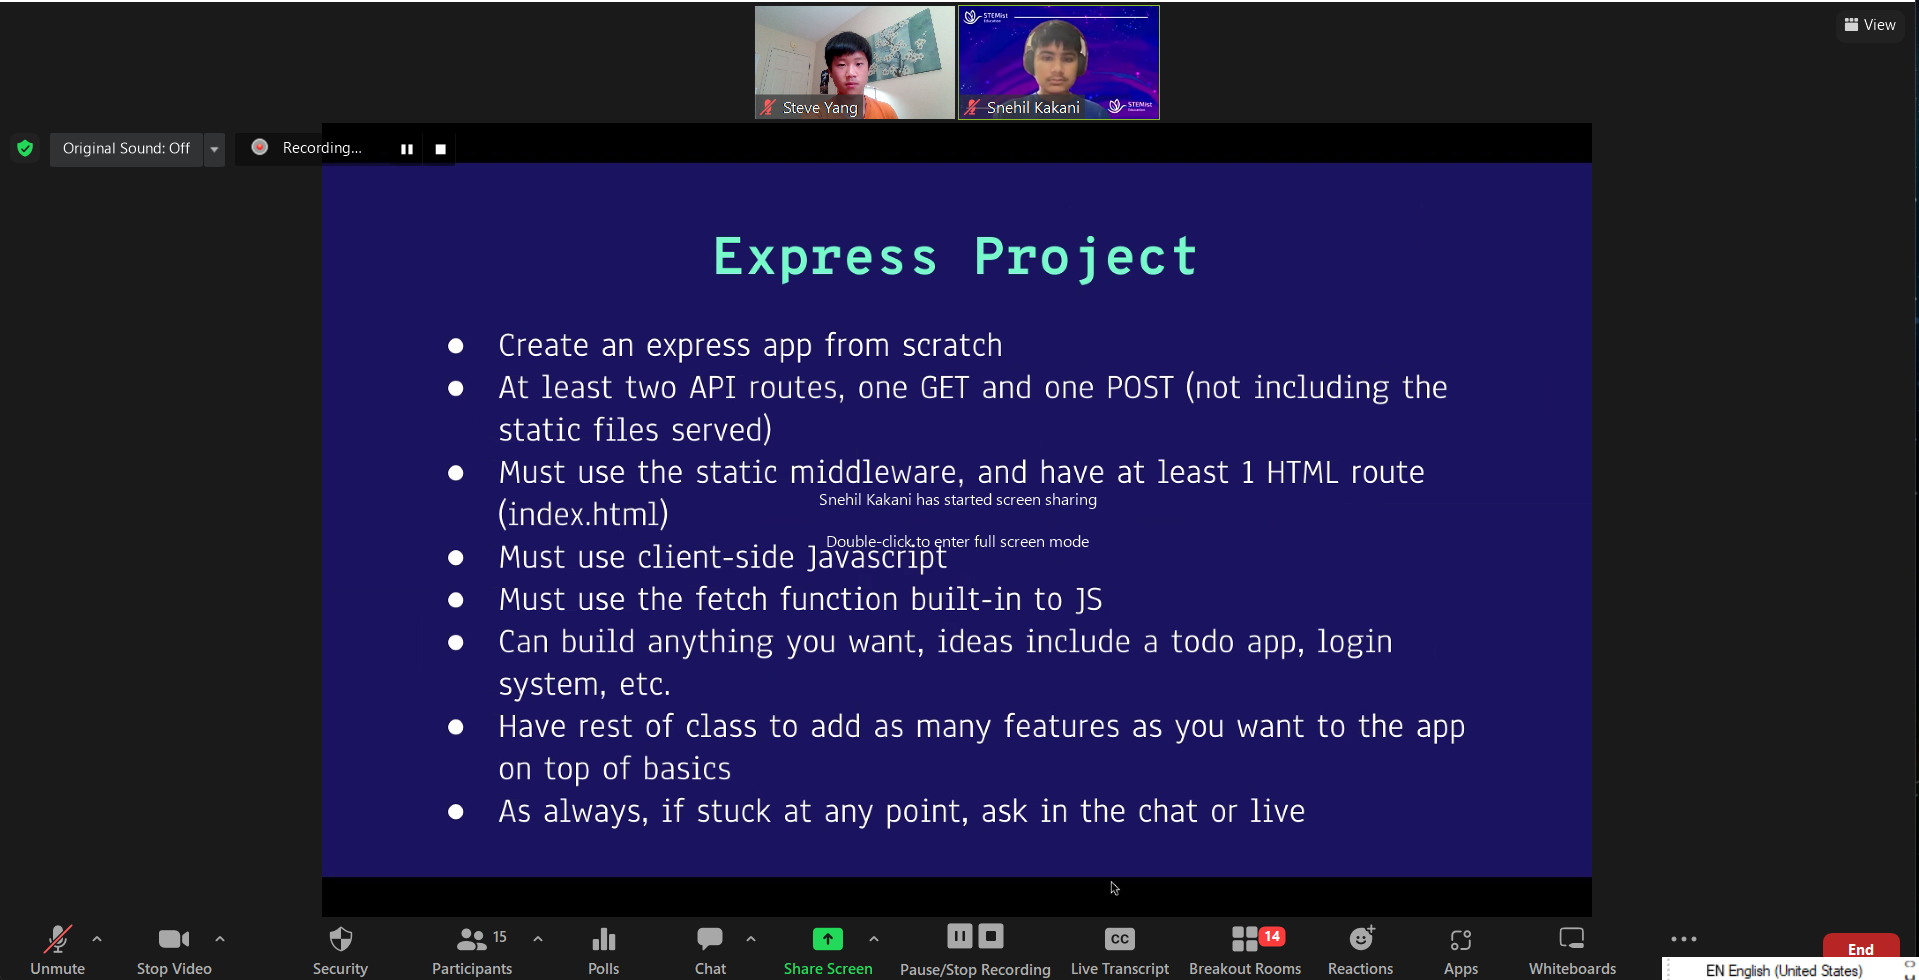 View
STEMist
Education
Steve Yang
Snehil Kakani
STEMist
Education
Original Sound: Off
Recording...
Express Project
● Create an express app from scratch
● At least two API routes, one GET and one POST (not including the
static files served)
● Must use the static middleware, and have at least 1 HTML route
(index.html)
Snehil Kakani has started screen sharing
Double-click to enter full screen mode
● Must use client-side Javascript
● Must use the fetch function built-in to JS
● Can build anything you want, ideas include a todo app, login
system, etc.
● Have rest of class to add as many features as you want to the app
on top of basics
● As always, if stuck at any point, ask in the chat or live
15
CC
14
Unmute
Stop Video
Security
Participants
Polls
Chat
Share Screen
Pause/Stop Recording
Live Transcript
Breakout Rooms
Reactions
Apps
Whiteboards
End
EN English (United States)